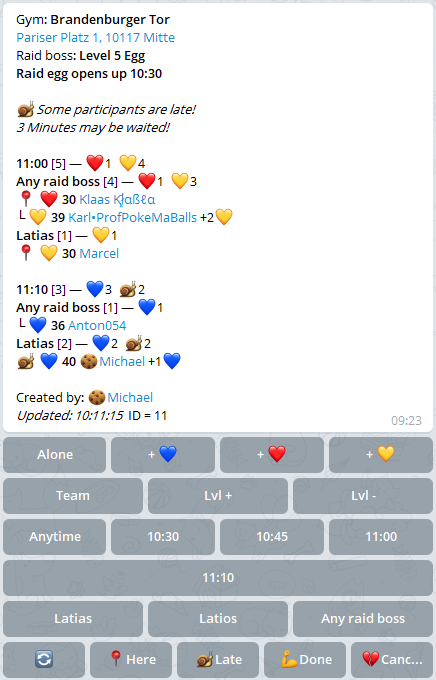 Gym: Brandenburger Tor
Pariser Platz 1, 10117 Mitte
Raid boss: Level 5 Egg
Raid egg opens up 10:30
🐌 Some participants are late!
3 Minutes may be waited!
11:00 [5] — ❤️1 💛4
Any raid boss [4] — ❤️1 💛3
📍 ❤️ 30 Klaas
└ 💛 39 Karl•ProfPokeMaBalls +2💛
Latias [1] — 💛1
📍 💛 30 Marcel
11:10 [3] — 💙3 🐌2
Any raid boss [1] — 💙1
└ 💙 36 Anton054
Latias [2] — 💙2 🐌2
🐌 💙 40 🍪Michael +1💙
Created by: 🍪Michael
Updated: 10:11:15 ID = 11
09:23
Alone + 💙 + ❤️ + 💛
Team Lvl + Lvl -
Anytime 10:30 10:45 11:00
11:10
Latias Latios Any raid boss
🔄 📍Here 🐌Late 💪Done 💔Canc...